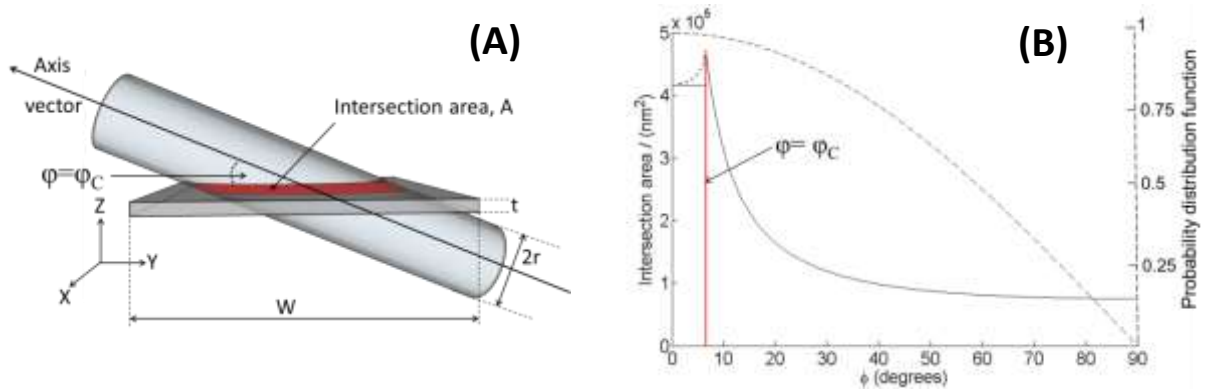 (A)
Axis
vector
Intersection area, A
φ=φC
Z
Y
X
t
2r
W
(B)
5 x 10⁶
4
3
2
1
0
Intersection area / (nm²)
φ= φC
1
0.75
0.5
0.25
Probability distribution function
0 10 20 30 40 50 60 70 80 90
ϕ (degrees)